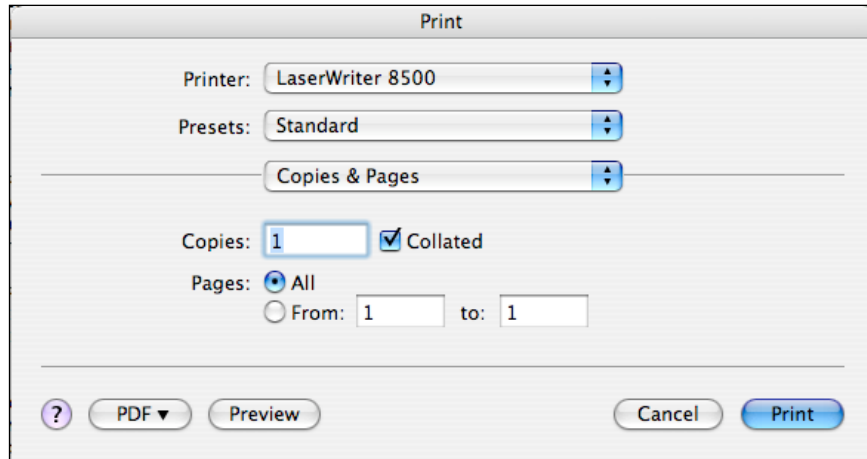 Print
Printer: LaserWriter 8500
Presets: Standard
Copies & Pages
Copies: 1 Collated
Pages: All
From: 1 to: 1
? PDF ▼ Preview Cancel Print